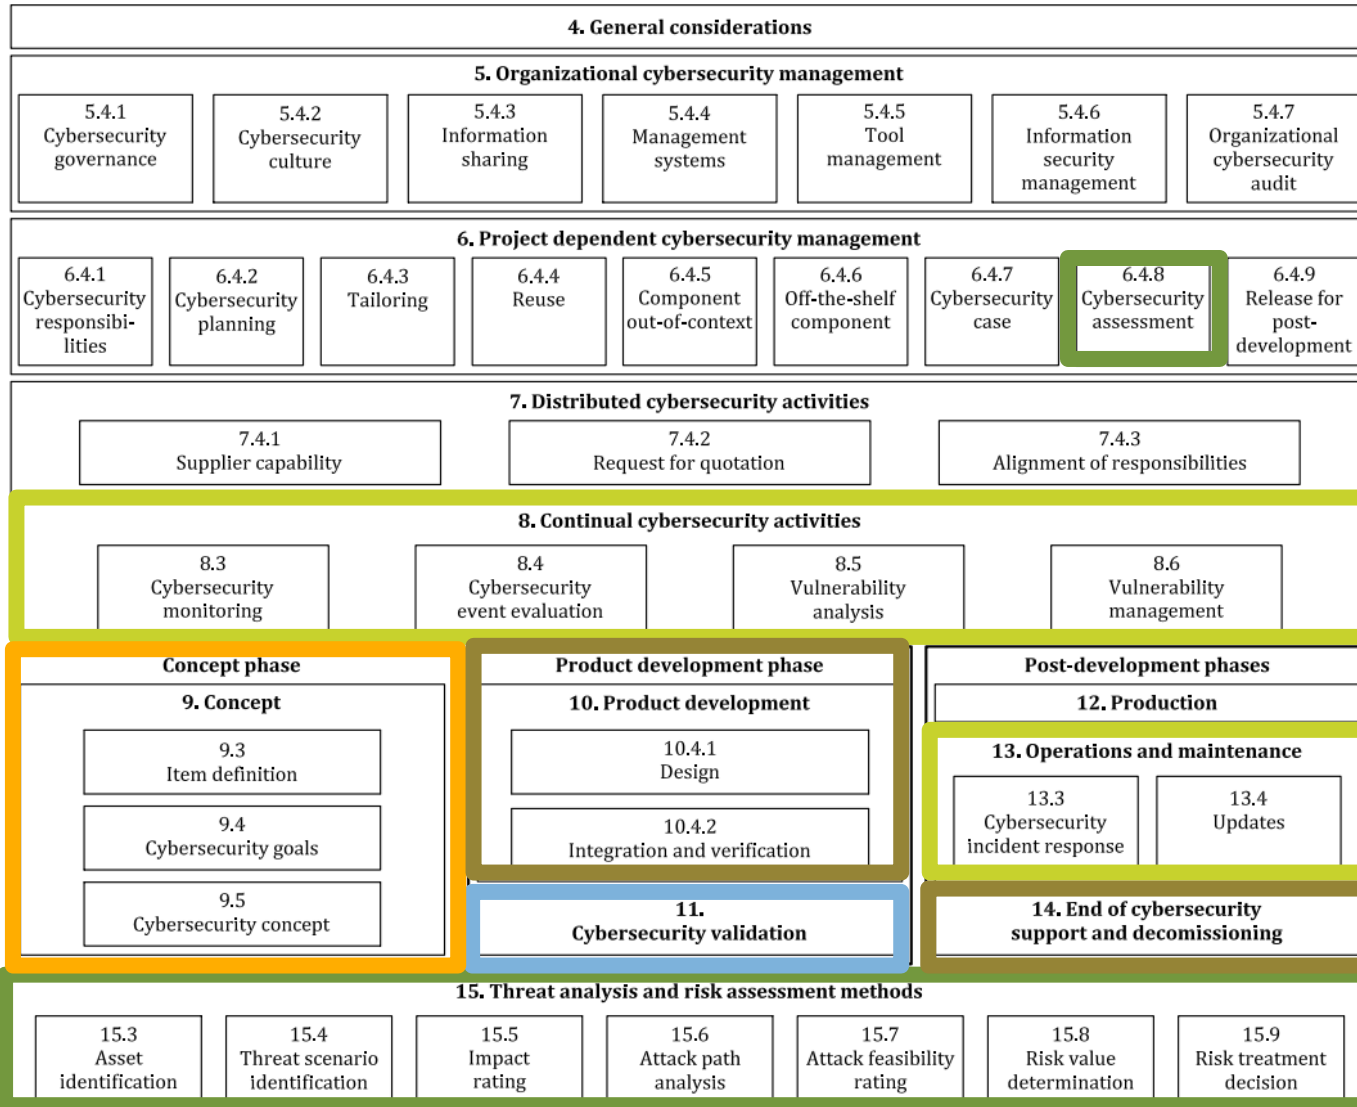 4. General considerations
5. Organizational cybersecurity management
5.4.1
Cybersecurity
governance
5.4.2
Cybersecurity
culture
5.4.3
Information
sharing
5.4.4
Management
systems
5.4.5
Tool
management
5.4.6
Information
security
management
5.4.7
Organizational
cybersecurity
audit
6. Project dependent cybersecurity management
6.4.1
Cybersecurity
responsibi-
lities
6.4.2
Cybersecurity
planning
6.4.3
Tailoring
6.4.4
Reuse
6.4.5
Component
out-of-context
6.4.6
Off-the-shelf
component
6.4.7
Cybersecurity
case
6.4.8
Cybersecurity
assessment
6.4.9
Release for
post-
development
7. Distributed cybersecurity activities
7.4.1
Supplier capability
7.4.2
Request for quotation
7.4.3
Alignment of responsibilities
8. Continual cybersecurity activities
8.3
Cybersecurity
monitoring
8.4
Cybersecurity
event evaluation
8.5
Vulnerability
analysis
8.6
Vulnerability
management
Concept phase
9. Concept
9.3
Item definition
9.4
Cybersecurity goals
9.5
Cybersecurity concept
Product development phase
10. Product development
10.4.1
Design
10.4.2
Integration and verification
11.
Cybersecurity validation
Post-development phases
12. Production
13. Operations and maintenance
13.3
Cybersecurity
incident response
13.4
Updates
14. End of cybersecurity
support and decomissioning
15. Threat analysis and risk assessment methods
15.3
Asset
identification
15.4
Threat scenario
identification
15.5
Impact
rating
15.6
Attack path
analysis
15.7
Attack feasibility
rating
15.8
Risk value
determination
15.9
Risk treatment
decision